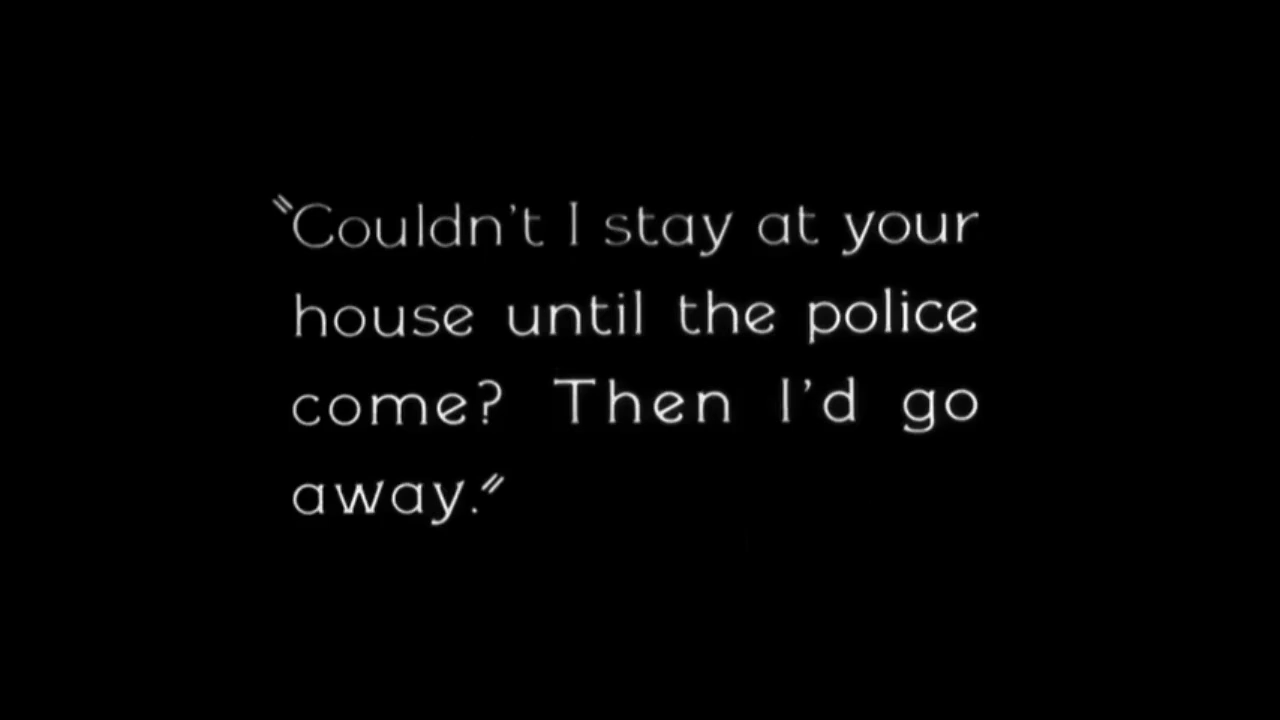 "Couldn't I stay at your
house until the police
come? Then I'd go
away."